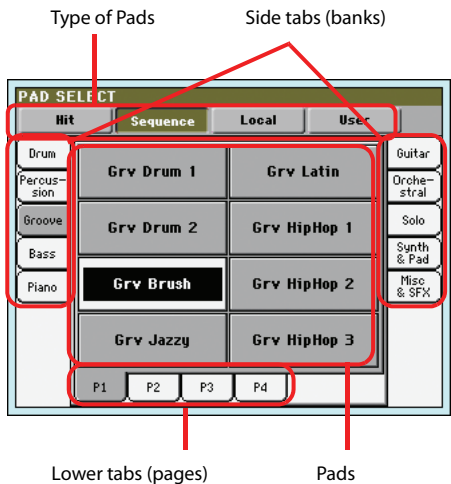 Type of Pads
Side tabs (banks)
PAD SELECT
Hit
Sequence
Local
User
Drum
Percus-
sion
Groove
Bass
Piano
Grv Drum 1
Grv Latin
Grv Drum 2
Grv HipHop 1
Grv Brush
Grv HipHop 2
Grv Jazzy
Grv HipHop 3
Guitar
Orche-
stral
Solo
Synth
& Pad
Misc
& SFX
P1
P2
P3
P4
Lower tabs (pages)
Pads